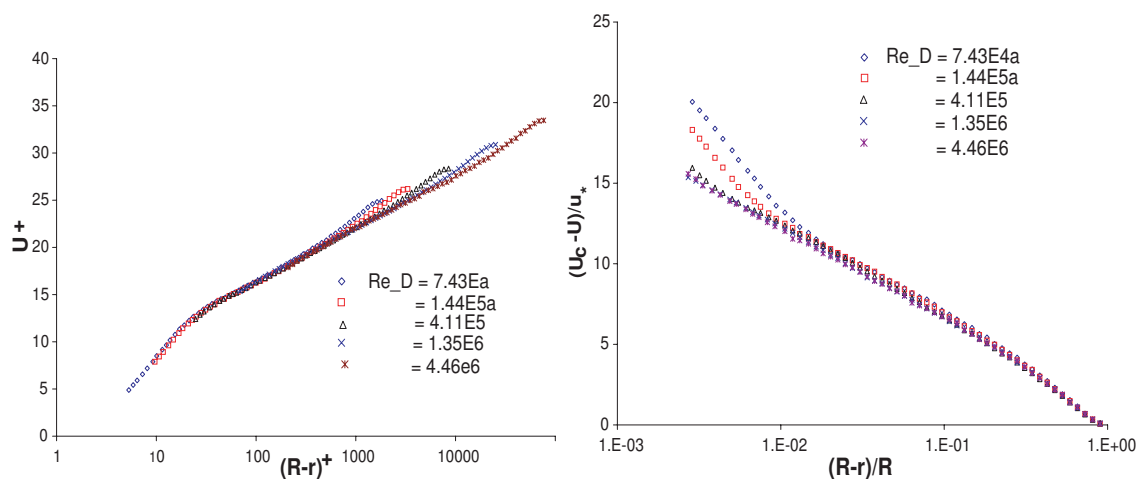 40
35
30
25
20
15
10
5
0
U +
1 10 100 1000 10000
(R-r)+
Re_D = 7.43Ea
= 1.44E5a
= 4.11E5
= 1.35E6
= 4.46e6
25
20
15
10
5
0
(Uc -U)/u*
1.E-03 1.E-02 1.E-01 1.E+00
(R-r)/R
Re_D = 7.43E4a
= 1.44E5a
= 4.11E5
= 1.35E6
= 4.46E6